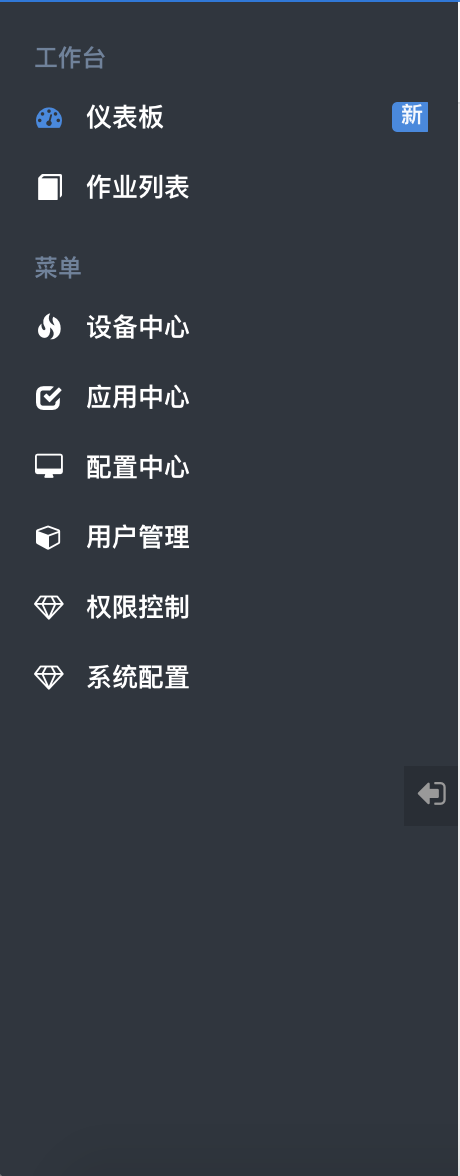 工作台
仪表板 新
作业列表
菜单
设备中心
应用中心
配置中心
用户管理
权限控制
系统配置